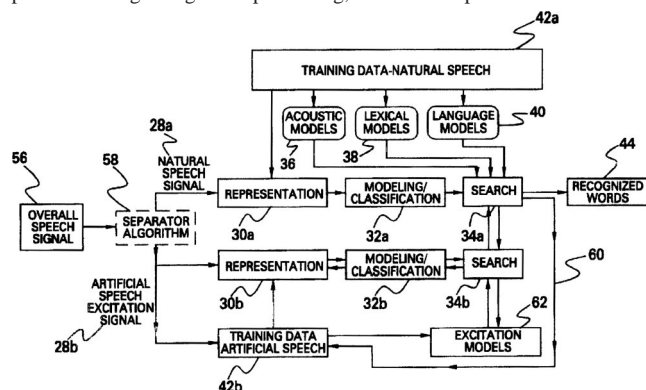 42a
TRAINING DATA-NATURAL SPEECH
ACOUSTIC
MODELS
LEXICAL
MODELS
LANGUAGE
MODELS
40
36
38
44
28a
56
58
NATURAL
SPEECH
SIGNAL
REPRESENTATION
MODELING/
CLASSIFICATION
SEARCH
RECOGNIZED
WORDS
OVERALL
SPEECH
SIGNAL
SEPARATOR
ALGORITHM
30a
32a
34a
60
REPRESENTATION
MODELING/
CLASSIFICATION
SEARCH
ARTIFICIAL
SPEECH
EXCITATION
SIGNAL
30b
32b
34b
62
28b
TRAINING DATA
ARTIFICIAL SPEECH
EXCITATION
MODELS
42b